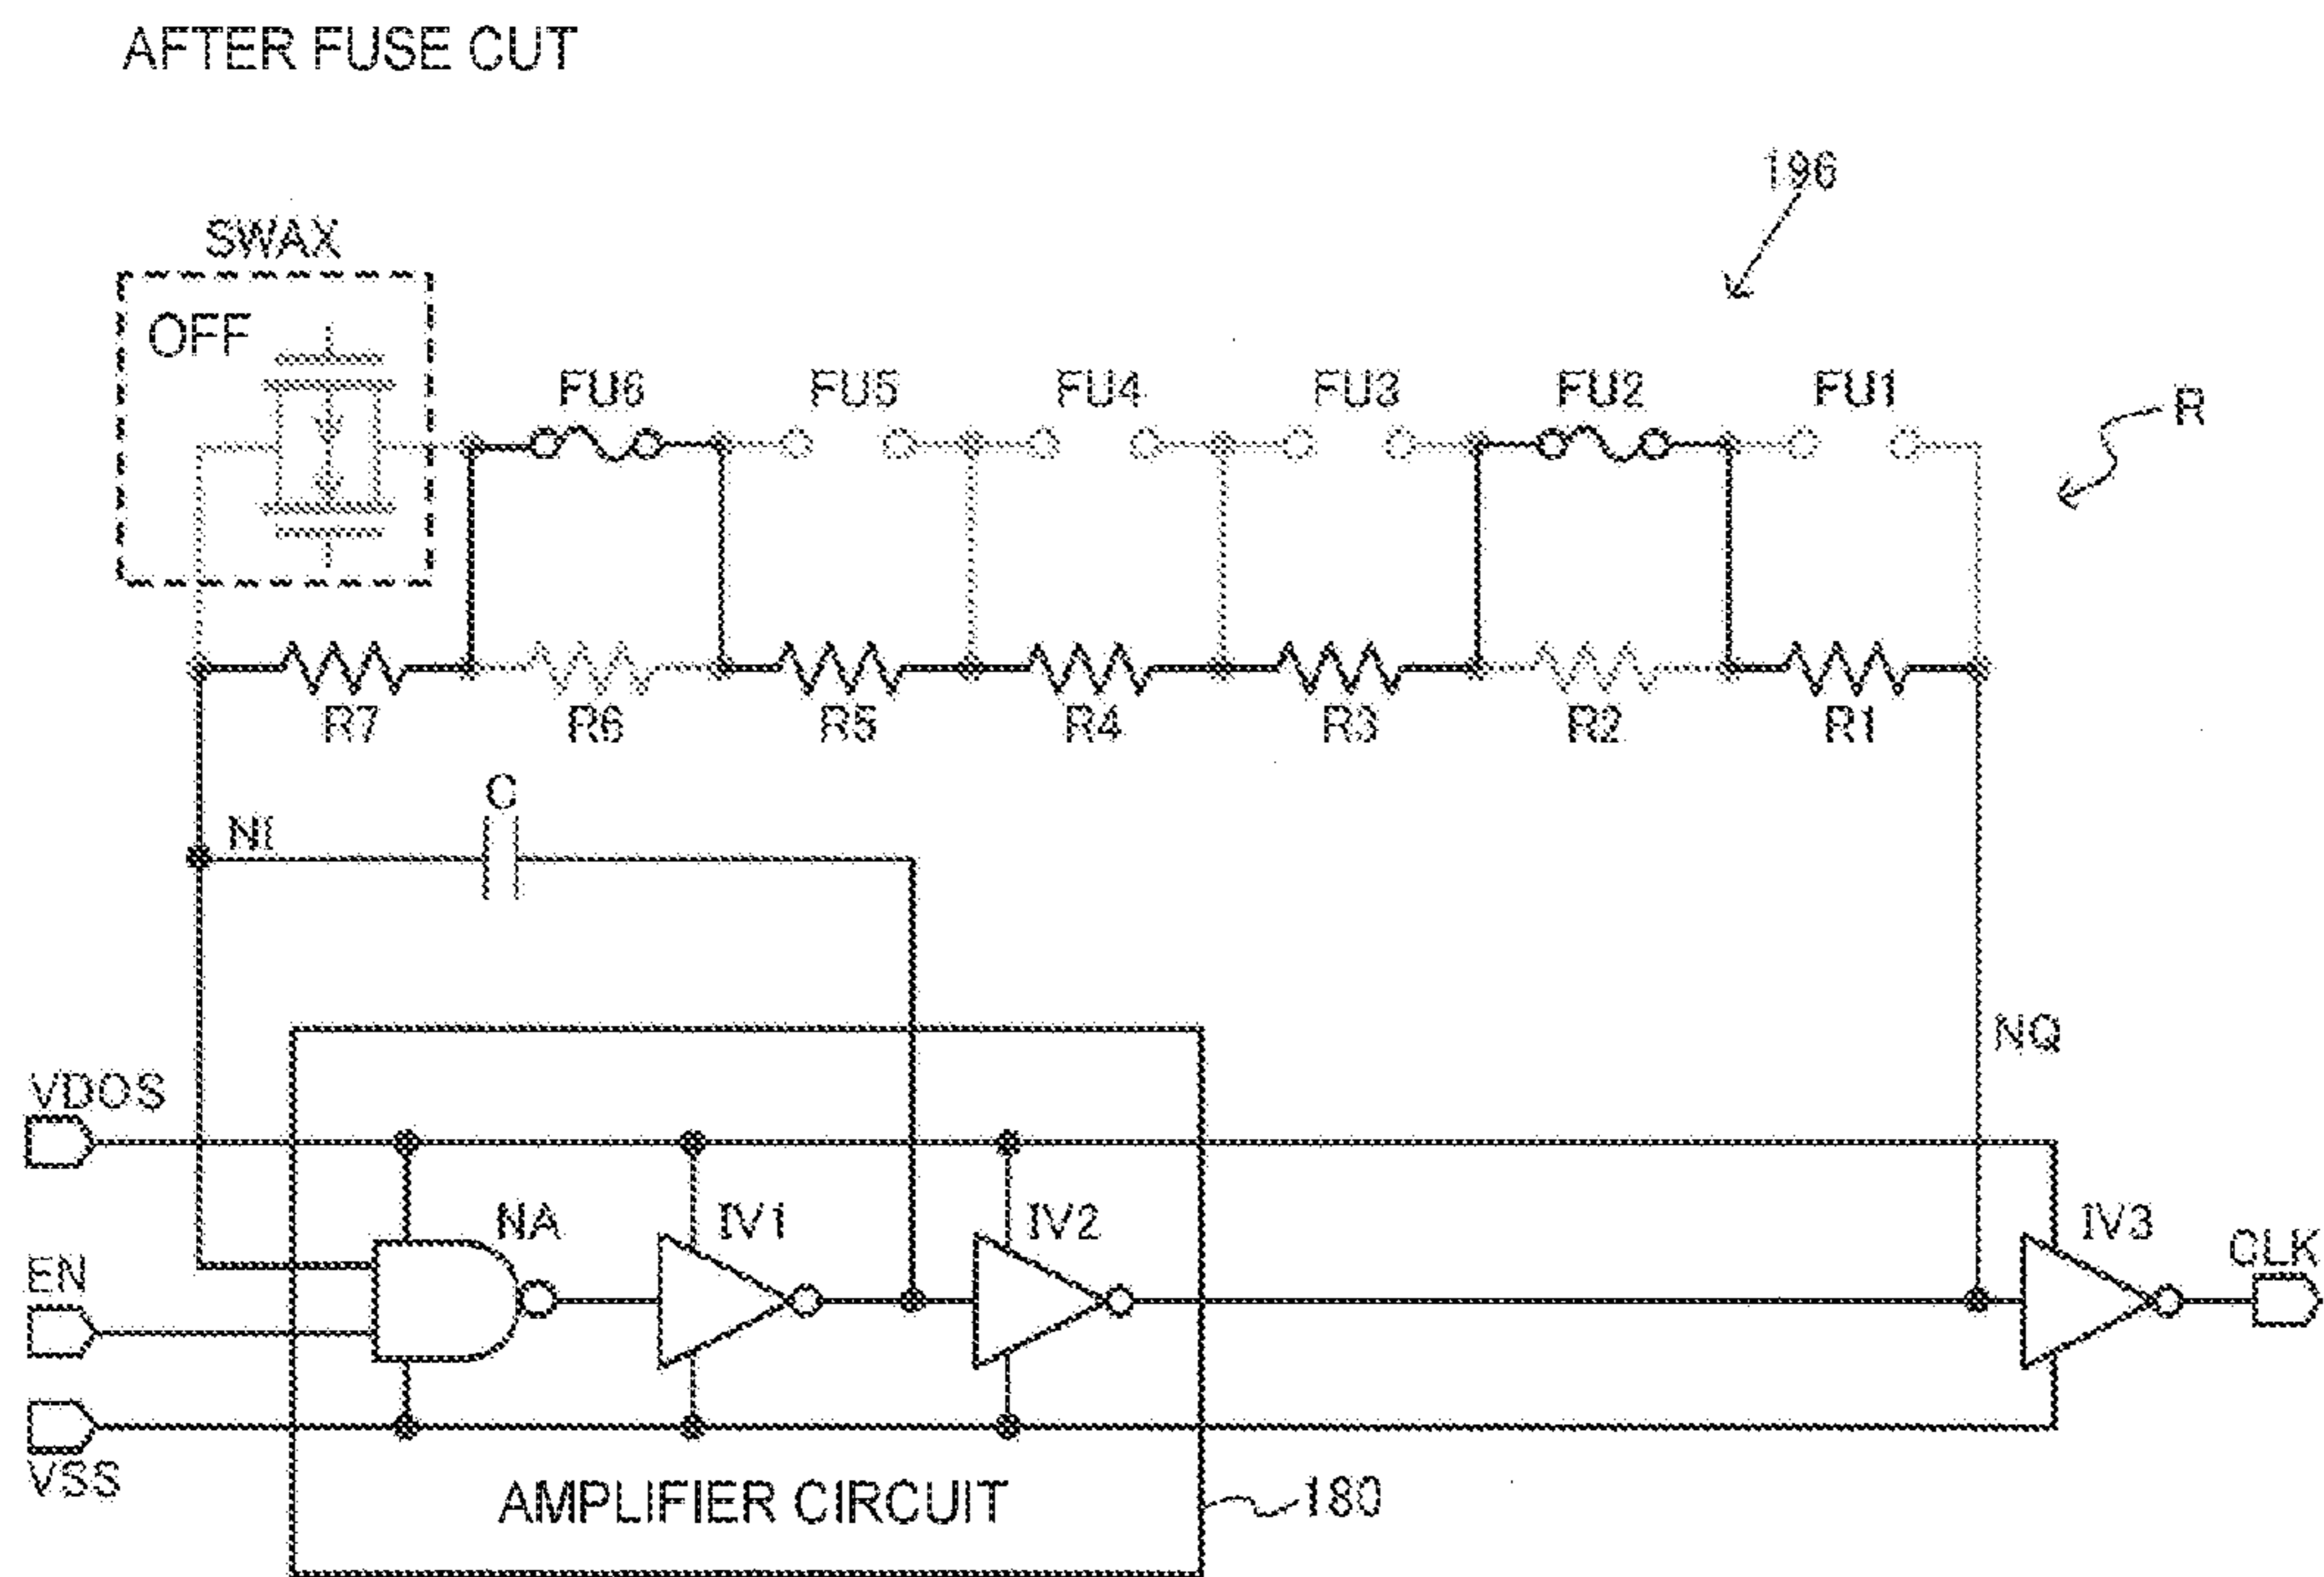 AFTER FUSE CUT
196
SWAX
OFF
FU6 FU5 FU4 FU3 FU2 FU1
R
R7 R6 R5 R4 R3 R2 R1
C
NI
NQ
VDOS
NA IV1 IV2 IV3
EN CLK
VSS
AMPLIFIER CIRCUIT 180